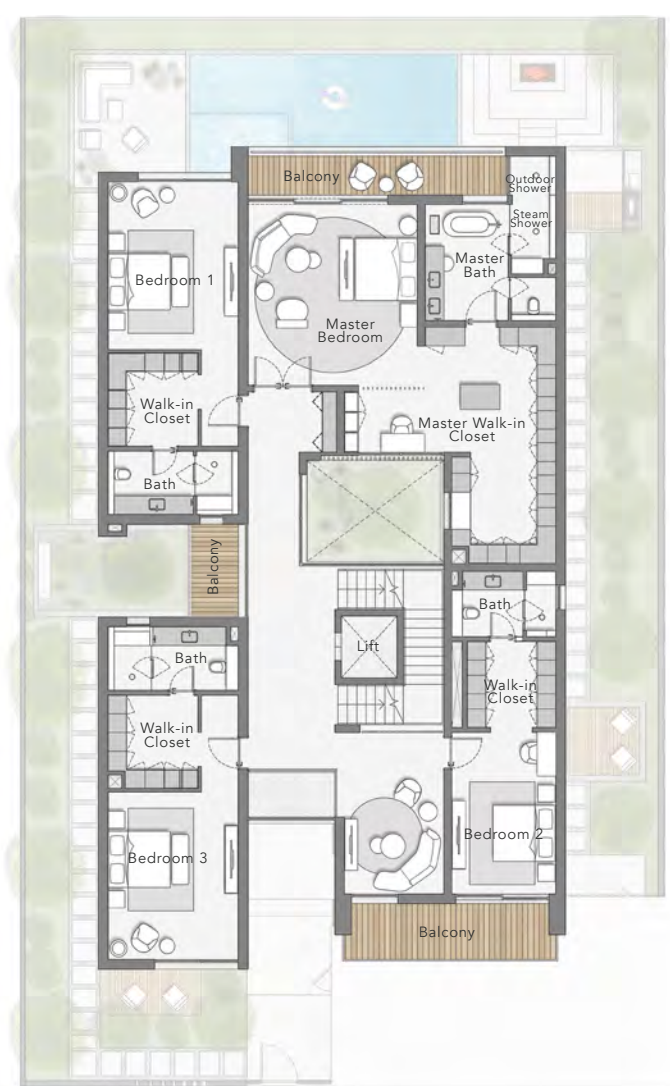 Balcony
Outdoor
Shower
Steam
Shower
Bedroom 1
Master
Bath
Master
Bedroom
Walk-in
Closet
Master Walk-in
Closet
Bath
Balcony
Bath
Lift
Bath
Walk-in
Closet
Walk-in
Closet
Bedroom 2
Bedroom 3
Balcony